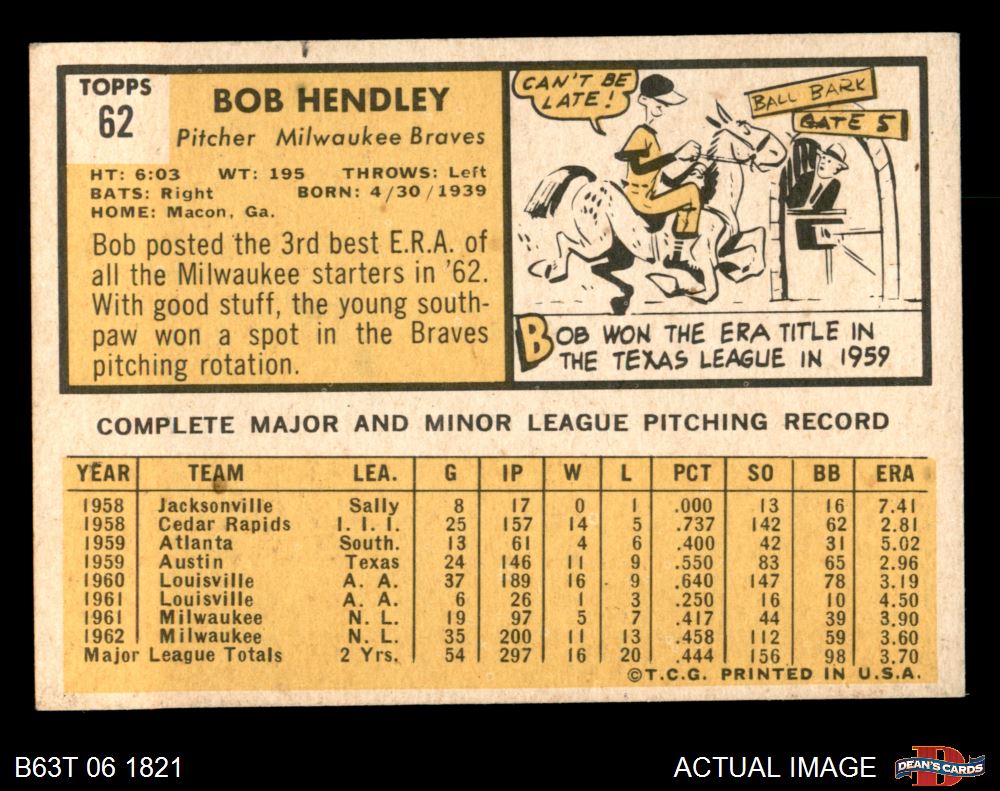 TOPPS
62
BOB HENDLEY
Pitcher Milwaukee Braves
HT: 6:03 WT: 195 THROWS: Left
BATS: Right BORN: 4/30/1939
HOME: Macon, Ga.
Bob posted the 3rd best E.R.A. of
all the Milwaukee starters in '62.
With good stuff, the young south-
paw won a spot in the Braves
pitching rotation.
CAN'T BE
LATE!
BALL BARK
GATE 5
BOB WON THE ERA TITLE IN
THE TEXAS LEAGUE IN 1959
COMPLETE MAJOR AND MINOR LEAGUE PITCHING RECORD
YEAR TEAM LEA. G IP W L PCT SO BB ERA
1958 Jacksonville Sally 8 17 0 1 .000 13 16 7.41
1958 Cedar Rapids I. I. I. 25 157 14 5 .737 142 62 2.81
1959 Atlanta South. 13 61 4 6 .400 42 31 5.02
1959 Austin Texas 24 146 11 9 .550 83 65 2.96
1960 Louisville A. A. 37 189 16 9 .640 147 78 3.19
1961 Louisville A. A. 6 26 1 3 .250 16 10 4.50
1961 Milwaukee N. L. 19 97 5 7 .417 44 39 3.90
1962 Milwaukee N. L. 35 200 11 13 .458 112 59 3.60
Major League Totals 2 Yrs. 54 297 16 20 .444 156 98 3.70
©T.C.G. PRINTED IN U.S.A.
B63T 06 1821
ACTUAL IMAGE
D
DEAN'S CARDS